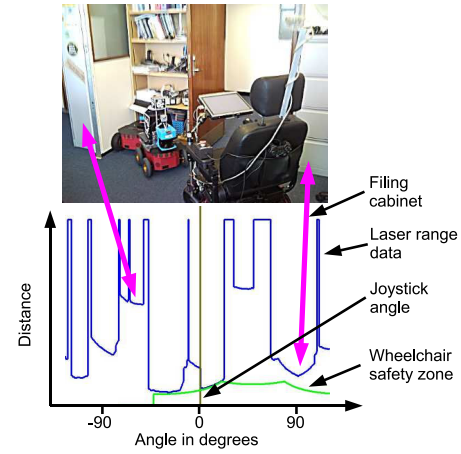 Filing
cabinet
Laser range
data
Joystick
angle
Wheelchair
safety zone
Distance
-90
0
90
Angle in degrees